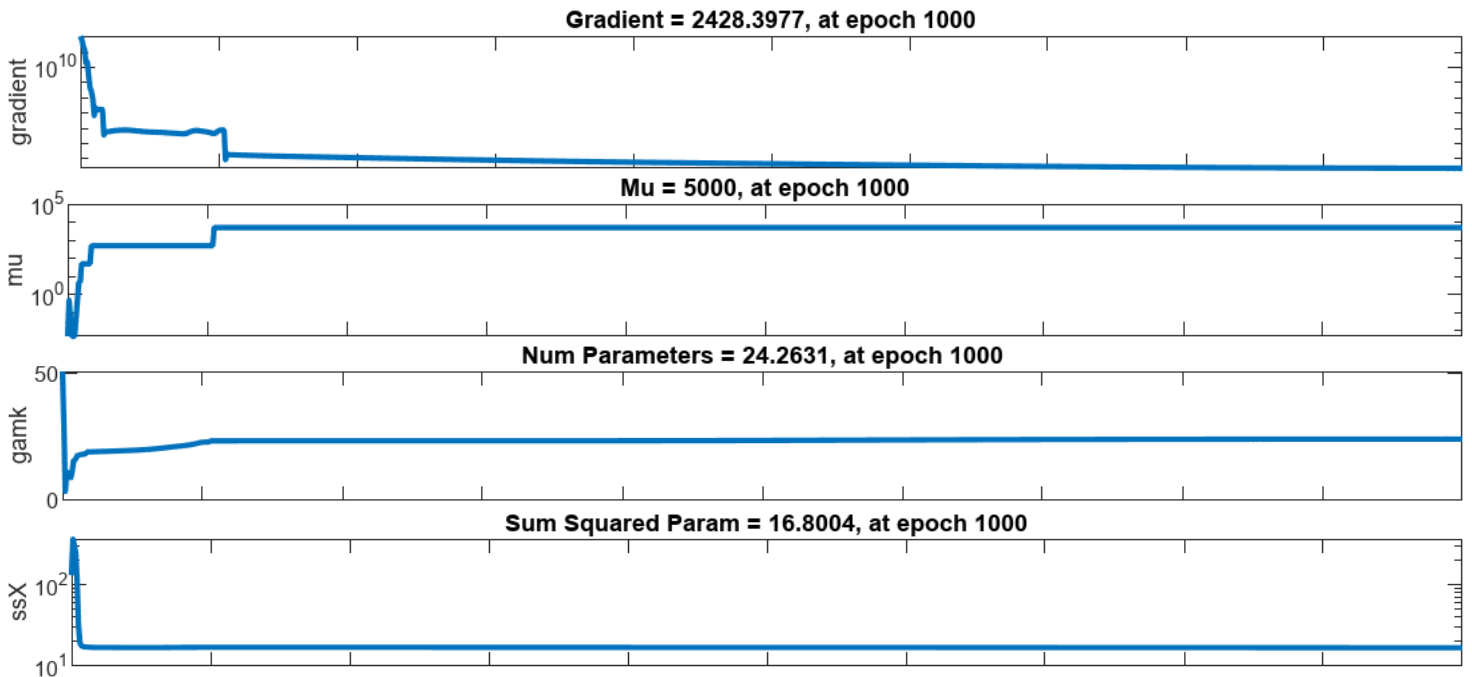 Gradient = 2428.3977, at epoch 1000
10^10
gradient
Mu = 5000, at epoch 1000
10^5
mu
10^0
Num Parameters = 24.2631, at epoch 1000
50
gamk
0
Sum Squared Param = 16.8004, at epoch 1000
10^2
ssX
10^1